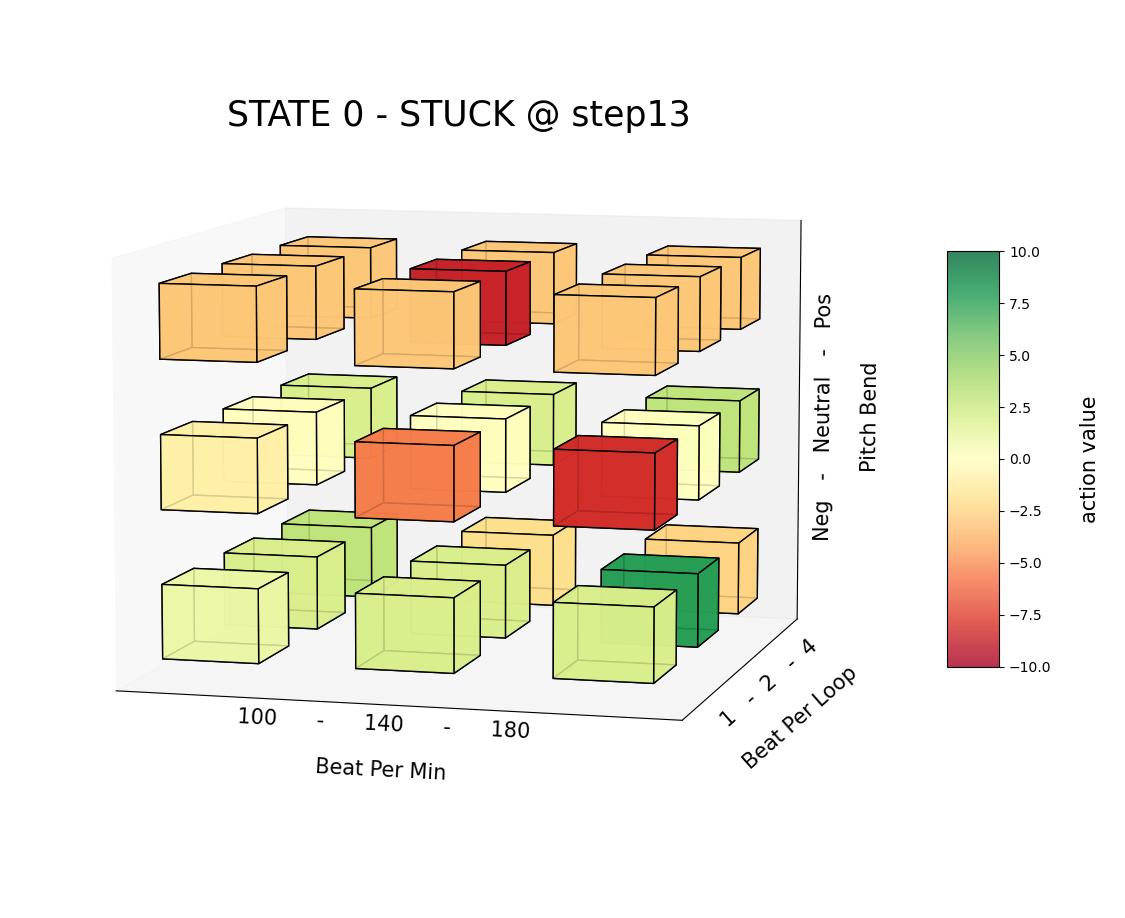 STATE 0 - STUCK @ step13
Neg - Neutral - Pos
Pitch Bend
100 - 140 - 180
Beat Per Min
1 - 2 - 4
Beat Per Loop
10.0
7.5
5.0
2.5
0.0
−2.5
−5.0
−7.5
−10.0
action value